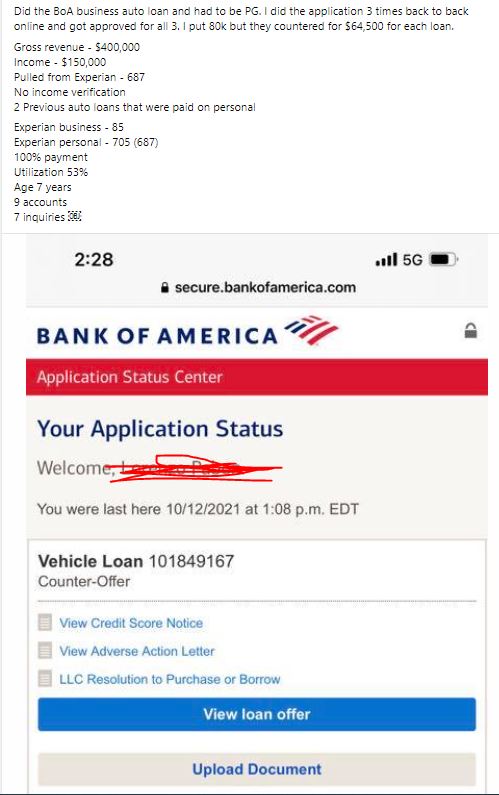 Did the BoA business auto loan and had to be PG. I did the application 3 times back to back
online and got approved for all 3. I put 80k but they countered for $64,500 for each loan.
Gross revenue - $400,000
Income - $150,000
Pulled from Experian - 687
No income verification
2 Previous auto loans that were paid on personal
Experian business - 85
Experian personal - 705 (687)
100% payment
Utilization 53%
Age 7 years
9 accounts
7 inquiries
2:28
5G
secure.bankofamerica.com
BANK OF AMERICA
Application Status Center
Your Application Status
Welcome,
You were last here 10/12/2021 at 1:08 p.m. EDT
Vehicle Loan 101849167
Counter-Offer
View Credit Score Notice
View Adverse Action Letter
LLC Resolution to Purchase or Borrow
View loan offer
Upload Document